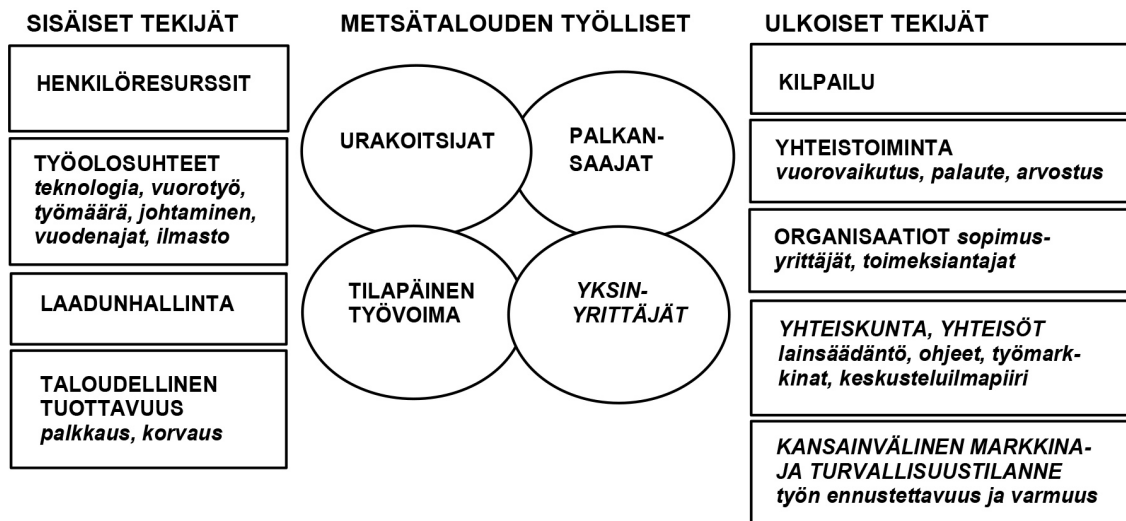 SISÄISET TEKIJÄT
HENKILÖRESURSSIT
TYÖOLOSUHTEET
teknologia, vuorotyö,
työmäärä, johtaminen,
vuodenajat, ilmasto
LAADUNHALLINTA
TALOUDELLINEN
TUOTTAVUUS
palkkaus, korvaus
METSÄTALOUDEN TYÖLLISET
URAKOITSIJAT
PALKAN-
SAAJAT
TILAPÄINEN
TYÖVOIMA
YKSIN-
YRITTÄJÄT
ULKOISET TEKIJÄT
KILPAILU
YHTEISTOIMINTA
vuorovaikutus, palaute, arvostus
ORGANISAATIOT sopimus-
yrittäjät, toimeksiantajat
YHTEISKUNTA, YHTEISÖT
lainsäädäntö, ohjeet, työmark-
kinat, keskusteluilmapiiri
KANSAINVÄLINEN MARKKINA-
JA TURVALLISUUSTILANNE
työn ennustettavuus ja varmuus